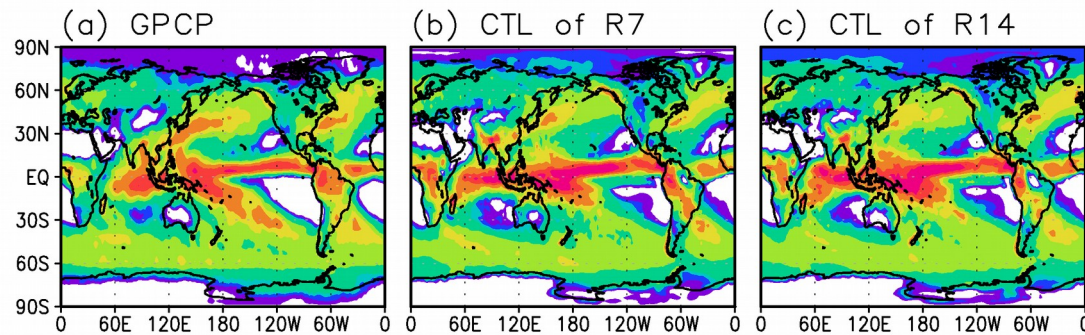 (a) GPCP (b) CTL of R7 (c) CTL of R14
90N
60N
30N
EQ
30S
60S
90S
0 60E 120E 180 120W 60W 0 60E 120E 180 120W 60W 0 60E 120E 180 120W 60W 0